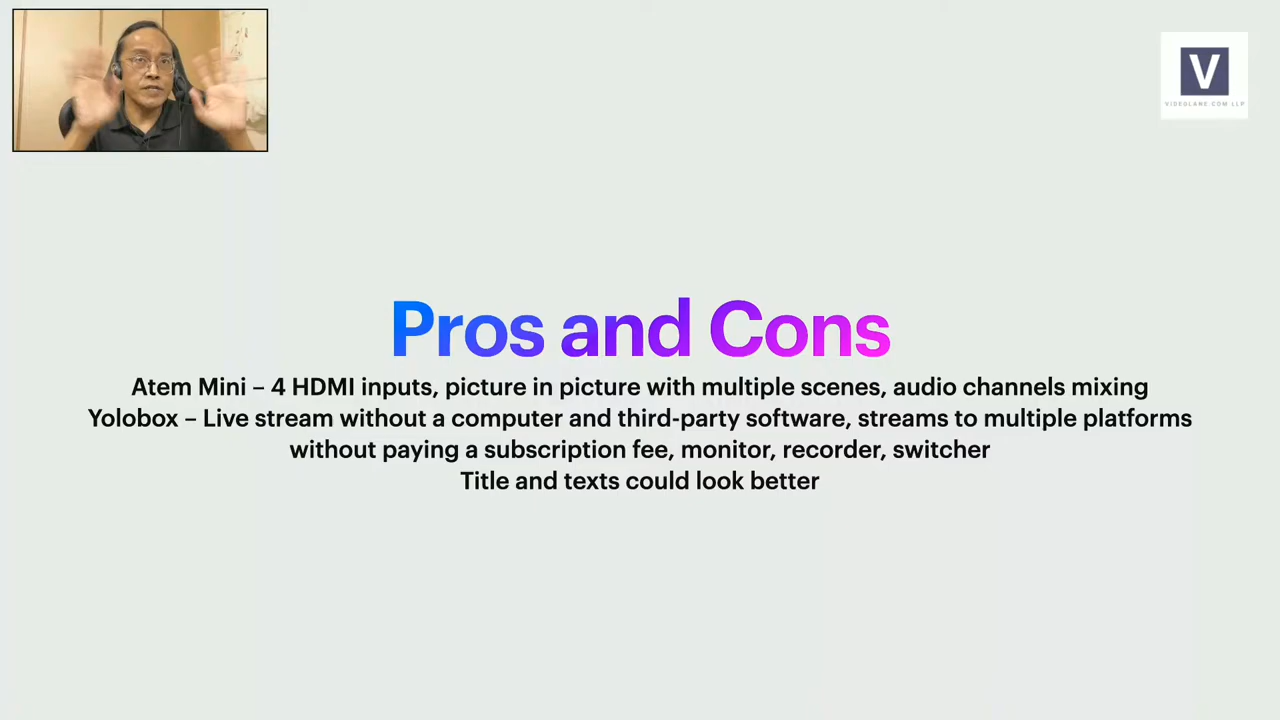 V
VIDEOLANE.COM LLP
Pros and Cons
Atem Mini – 4 HDMI inputs, picture in picture with multiple scenes, audio channels mixing
Yolobox – Live stream without a computer and third-party software, streams to multiple platforms
without paying a subscription fee, monitor, recorder, switcher
Title and texts could look better